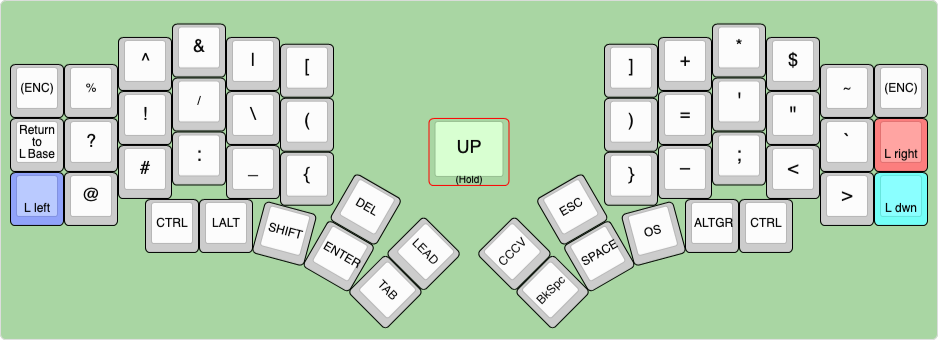 (ENC) % ^ & | [ ] + * $ ~ (ENC)
Return
to
L Base
? ! / \ ( ) = ' " ` L right
UP
(Hold)
L left @ # : _ { } − ; < > L dwn
CTRL LALT SHIFT DEL ESC OS ALTGR CTRL
ENTER LEAD CCCV SPACE
TAB BkSpc